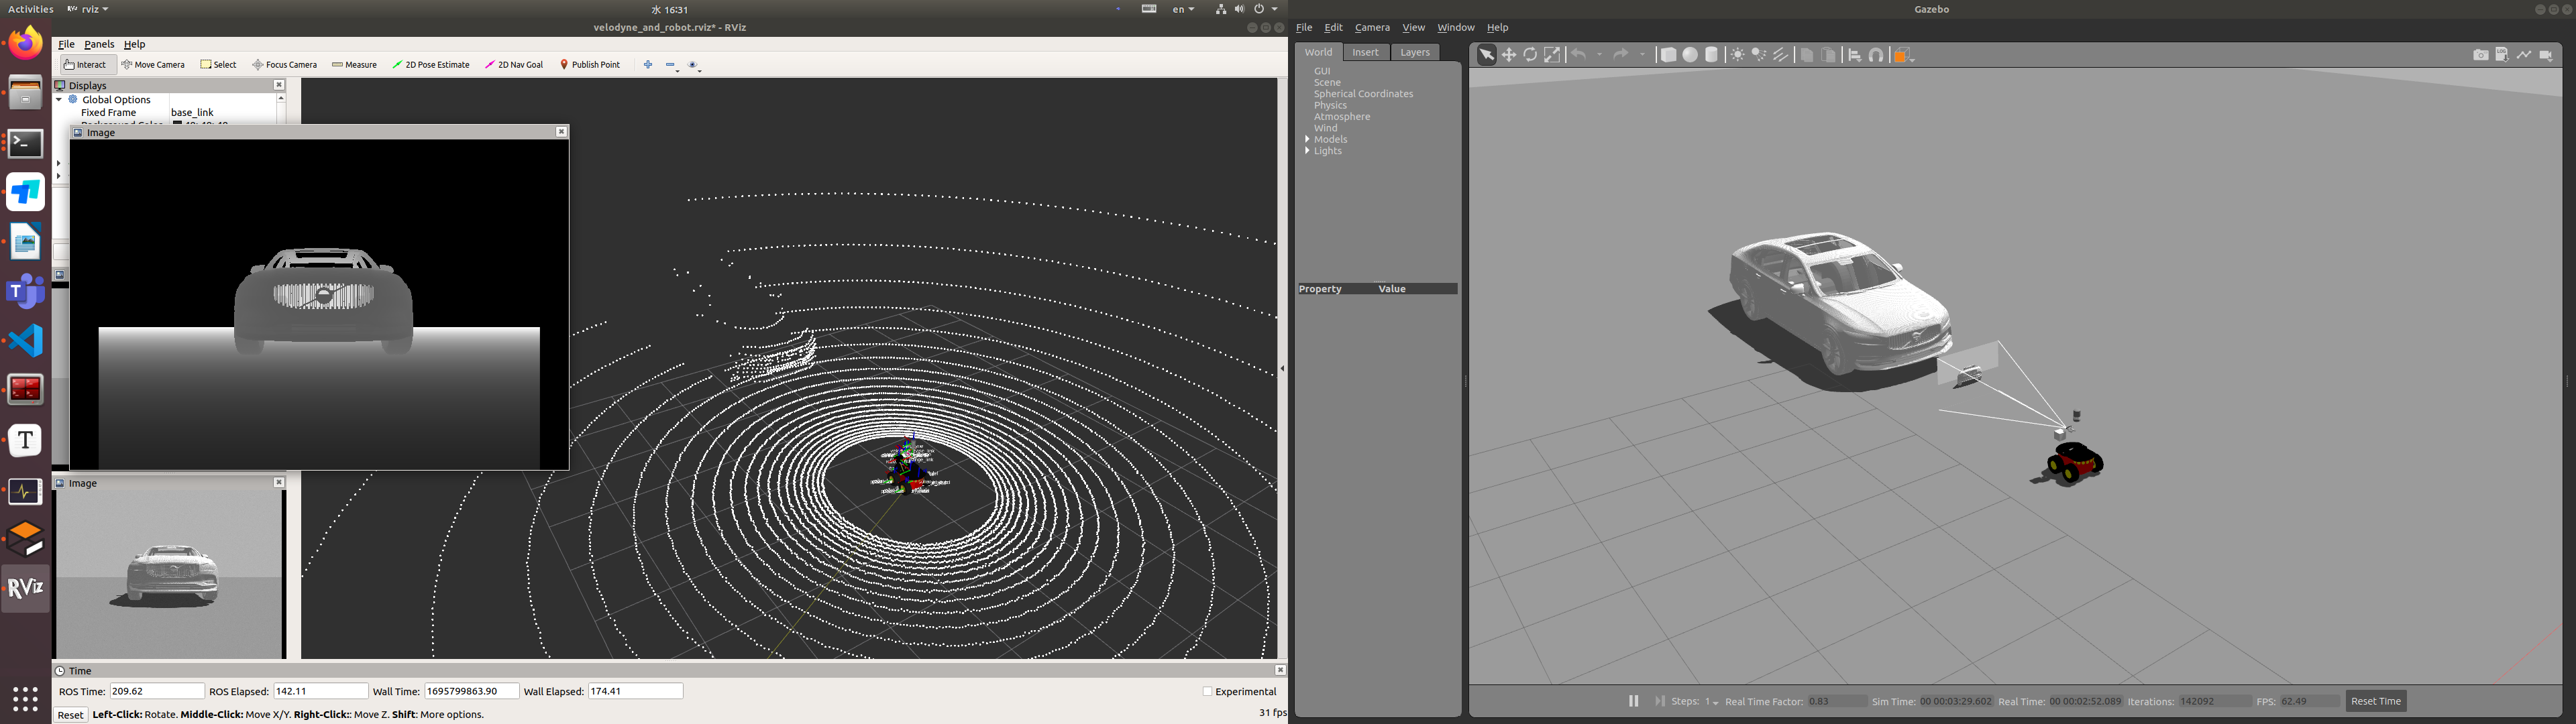 Activities
rviz
水 16:31
en
velodyne_and_robot.rviz* - RViz
File Panels Help
Interact Move Camera Select Focus Camera Measure 2D Pose Estimate 2D Nav Goal Publish Point
Displays
Global Options
Fixed Frame base_link
Image
Image
Time
ROS Time: 209.62 ROS Elapsed: 142.11 Wall Time: 1695799863.90 Wall Elapsed: 174.41 Experimental
Reset Left-Click: Rotate. Middle-Click: Move X/Y. Right-Click:: Move Z. Shift: More options. 31 fps
RViz
Gazebo
File Edit Camera View Window Help
World Insert Layers
GUI
Scene
Spherical Coordinates
Physics
Atmosphere
Wind
Models
Lights
Property Value
Steps: 1 Real Time Factor: 0.83 Sim Time: 00 00:03:29.602 Real Time: 00 00:02:52.089 Iterations: 142092 FPS: 62.49 Reset Time